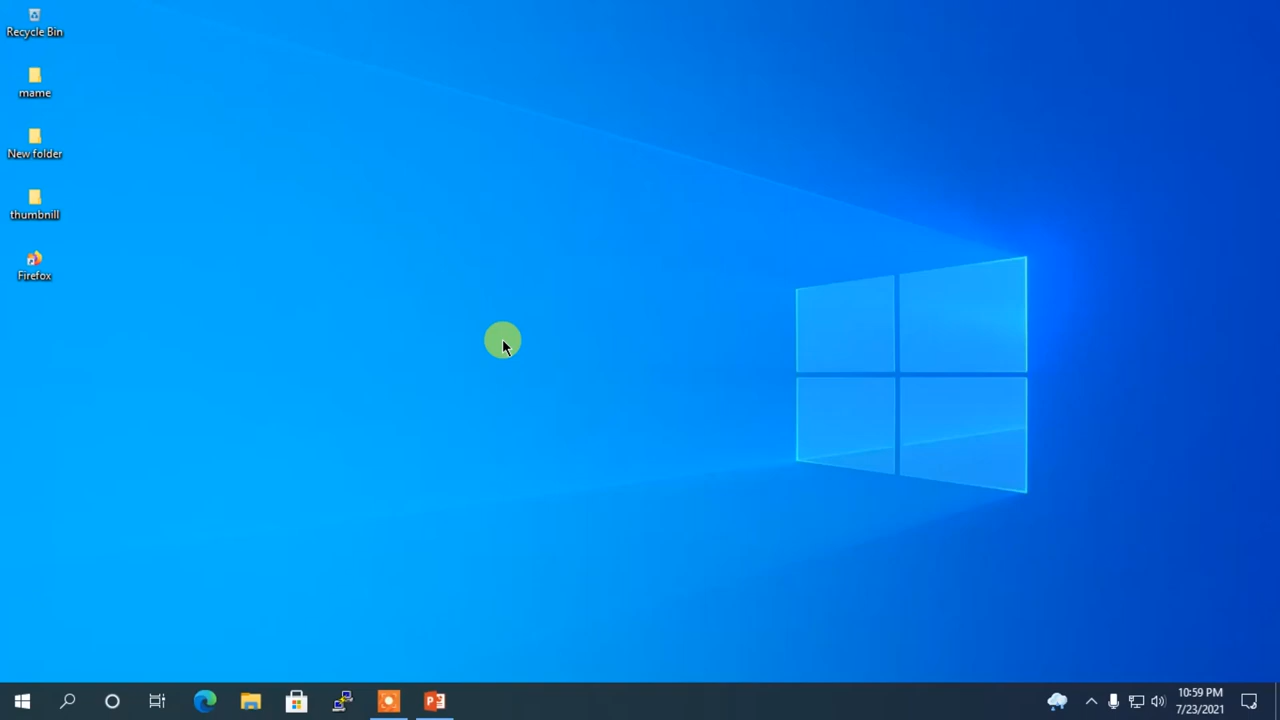 Recycle Bin
mame
New folder
thumbnill
Firefox
10:59 PM
7/23/2021